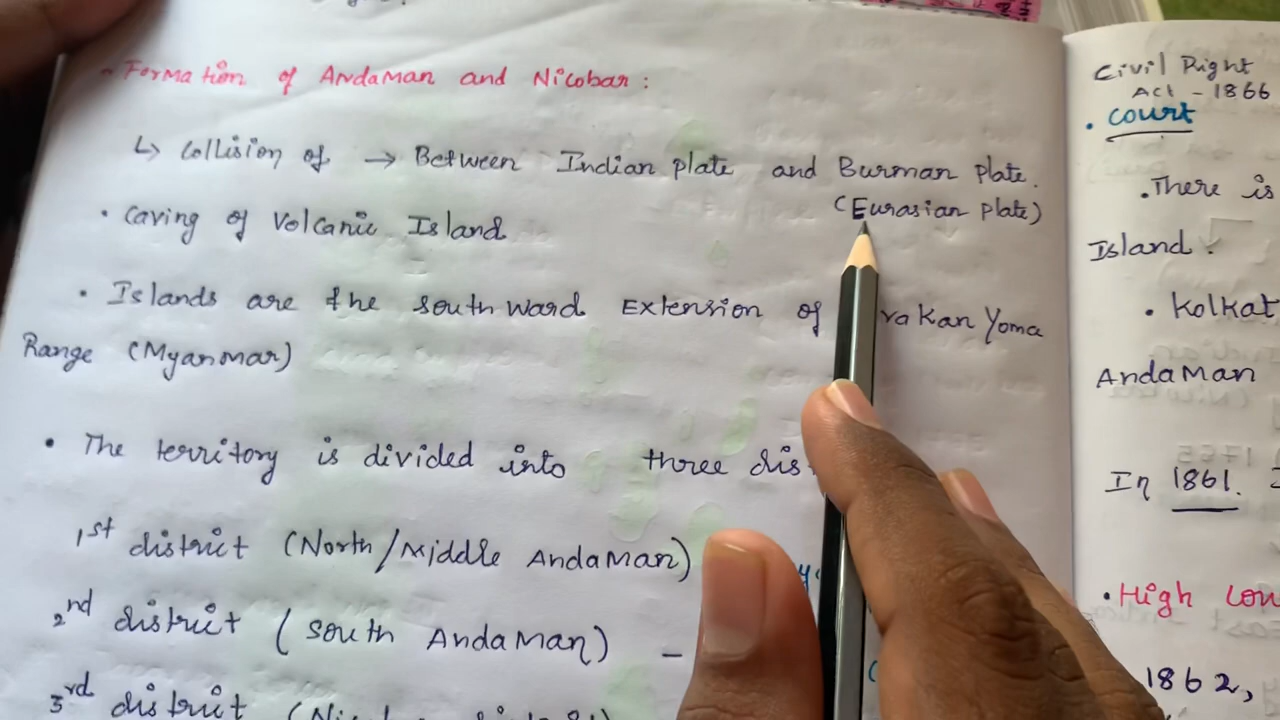 Formation of Andaman and Nicobar :
↳ Collision of → Between Indian plate and Burman plate.
(Eurasian plate)
• Caving of Volcanic Island
• Islands are the southward Extension of rakan Yoma
Range (Myanmar)
• The territory is divided into three dis
1st district (North/Middle Andaman)
2nd district (South Andaman) –
3rd district
Civil Right
Act - 1866
• court
• There is
Island.
• Kolkat
Andaman
In 1861.
• High cou
1862,